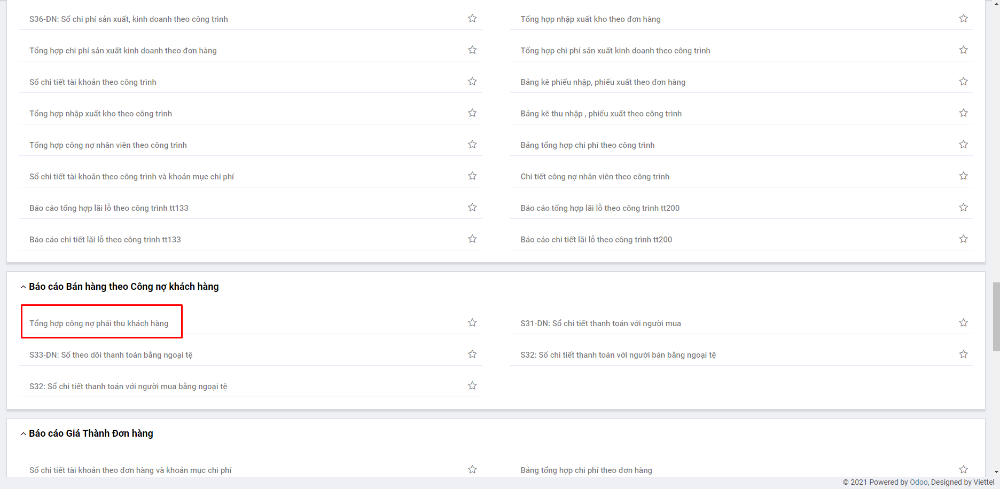 S36-DN: Sổ chi phí sản xuất, kinh doanh theo công trình
Tổng hợp nhập xuất kho theo đơn hàng
Tổng hợp chi phí sản xuất kinh doanh theo đơn hàng
Tổng hợp chi phí sản xuất kinh doanh theo công trình
Sổ chi tiết tài khoản theo công trình
Bảng kê phiếu nhập, phiếu xuất theo đơn hàng
Tổng hợp nhập xuất kho theo công trình
Bảng kê thu nhập , phiếu xuất theo công trình
Tổng hợp công nợ nhân viên theo công trình
Bảng tổng hợp chi phí theo công trình
Sổ chi tiết tài khoản theo công trình và khoản mục chi phí
Chi tiết công nợ nhân viên theo công trình
Báo cáo tổng hợp lãi lỗ theo công trình tt133
Báo cáo tổng hợp lãi lỗ theo công trình tt200
Báo cáo chi tiết lãi lỗ theo công trình tt133
Báo cáo chi tiết lãi lỗ theo công trình tt200
Báo cáo Bán hàng theo Công nợ khách hàng
Tổng hợp công nợ phải thu khách hàng
S31-DN: Sổ chi tiết thanh toán với người mua
S33-DN: Sổ theo dõi thanh toán bằng ngoại tệ
S32: Sổ chi tiết thanh toán với người bán bằng ngoại tệ
S32: Sổ chi tiết thanh toán với người mua bằng ngoại tệ
Báo cáo Giá Thành Đơn hàng
Sổ chi tiết tài khoản theo đơn hàng và khoản mục chi phí
Bảng tổng hợp chi phí theo đơn hàng
© 2021 Powered by Odoo, Designed by Viettel